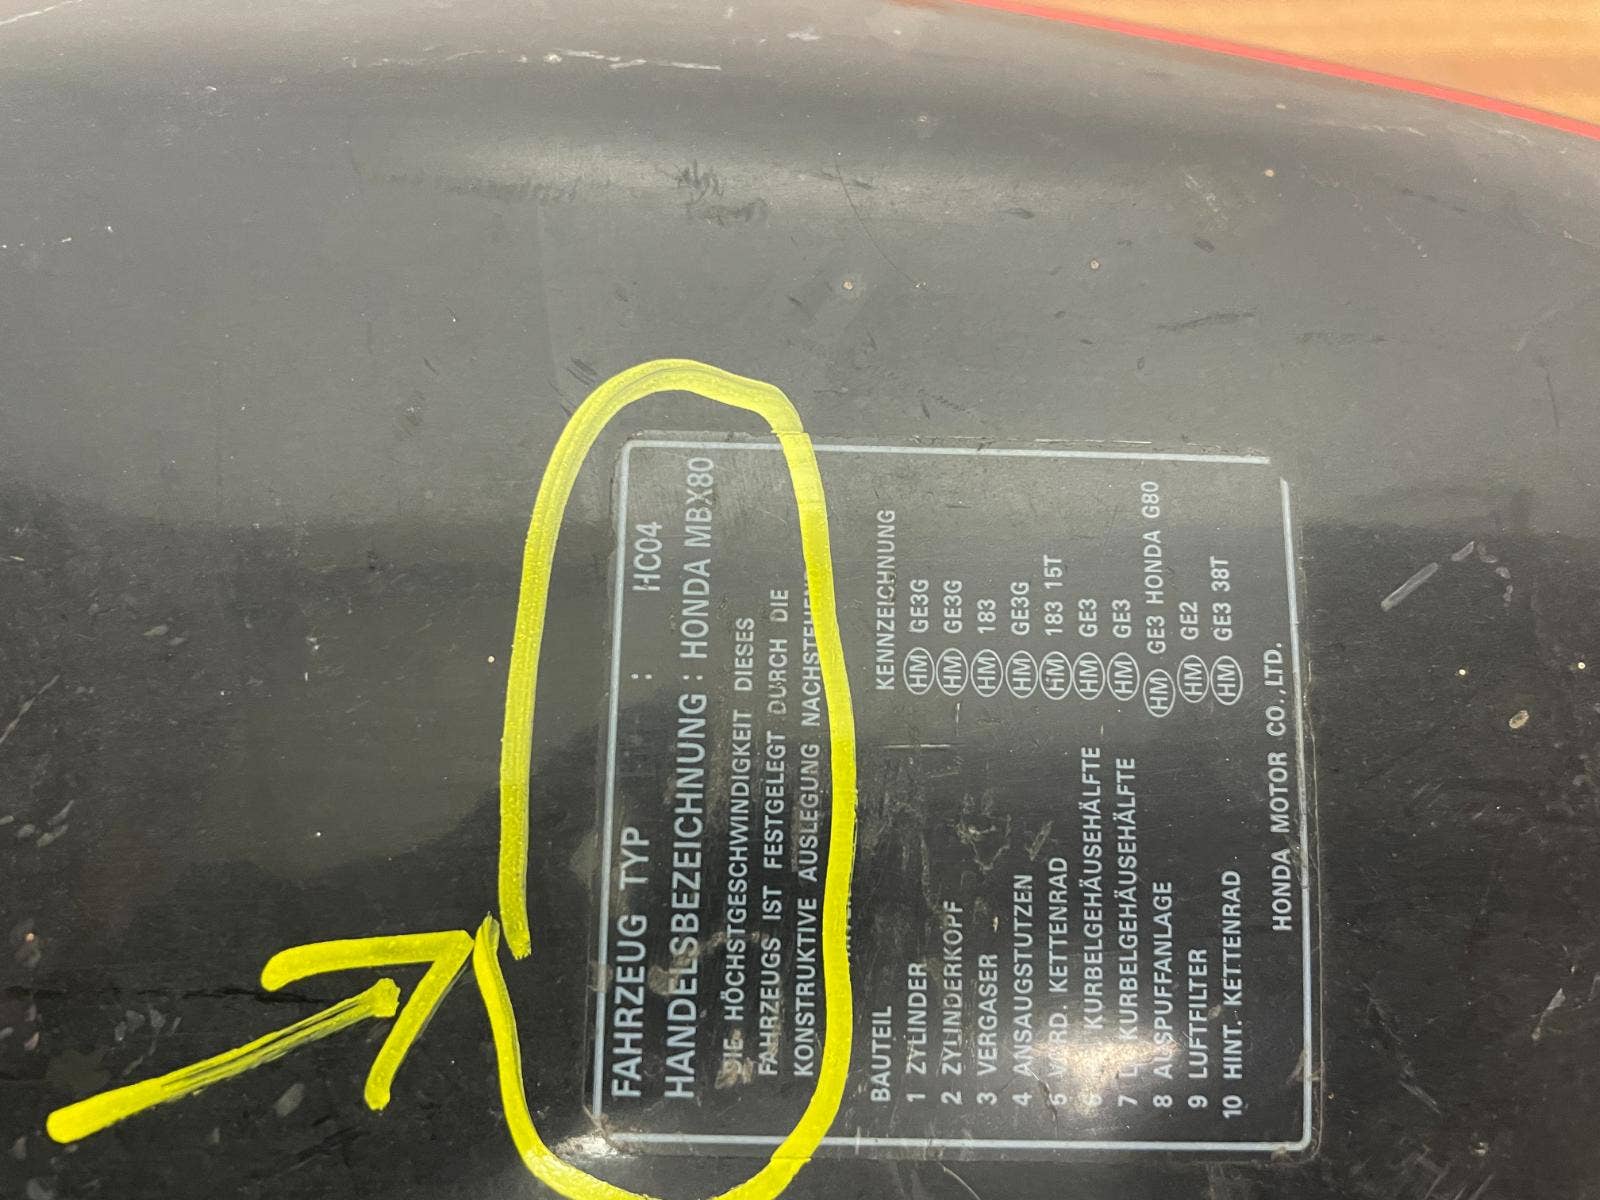 FAHRZEUG TYP : HC04
HANDELSBEZEICHNUNG : HONDA MBX80
DIE HÖCHSTGESCHWINDIGKEIT DIESES
FAHRZEUGS IST FESTGELEGT DURCH DIE
KONSTRUKTIVE AUSLEGUNG NACHSTEHEND
BAUTEIL KENNZEICHNUNG
1 ZYLINDER HM GE3G
2 ZYLINDERKOPF HM GE3G
3 VERGASER HM 183
4 ANSAUGSTUTZEN HM GE3G
5 VORD. KETTENRAD HM 183 15T
6 KURBELGEHÄUSEHÄLFTE HM GE3
7 L KURBELGEHÄUSEHÄLFTE HM GE3
8 AUSPUFFANLAGE HM GE3 HONDA G80
9 LUFTFILTER HM GE2
10 HINT. KETTENRAD HM GE3 38T
HONDA MOTOR CO.,LTD.